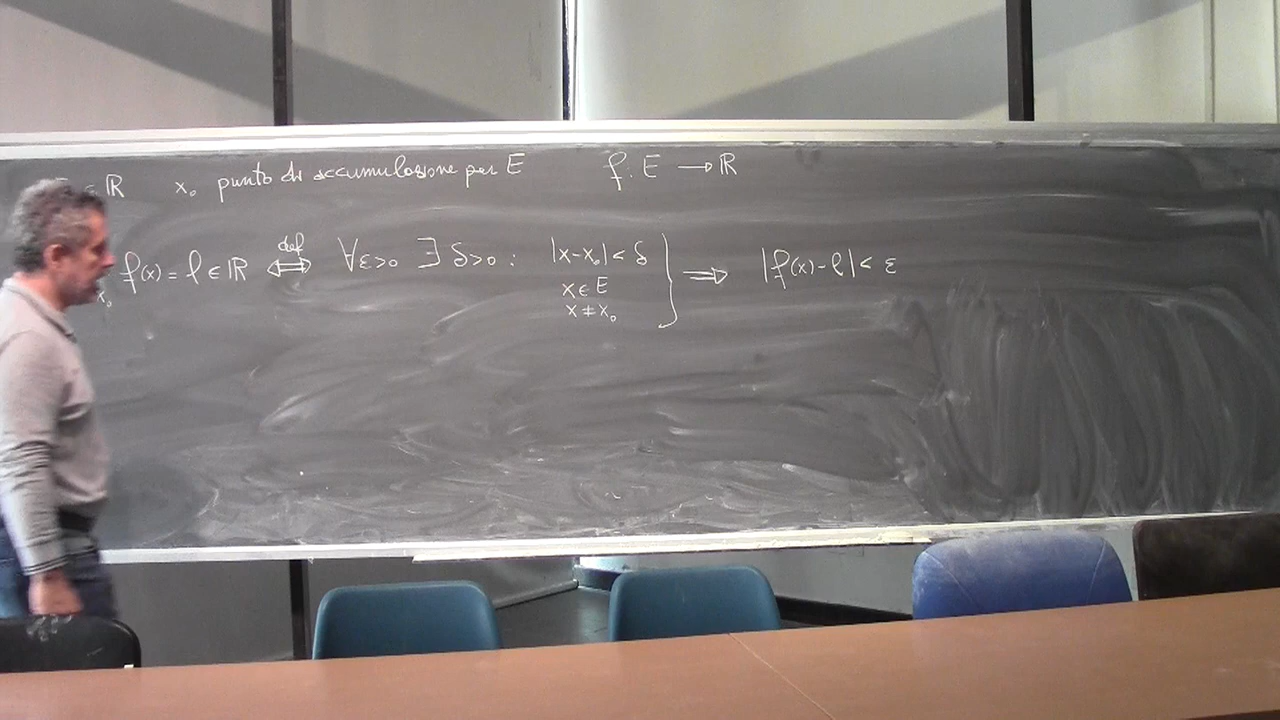 ℝ x₀ punto di accumulazione per E f: E → ℝ
x₀ f(x) = ℓ ∈ ℝ ⟺ def ∀ε>0 ∃ δ>0 : |x-x₀| < δ } ⟹ |f(x)-ℓ| < ε
x ∈ E
x ≠ x₀